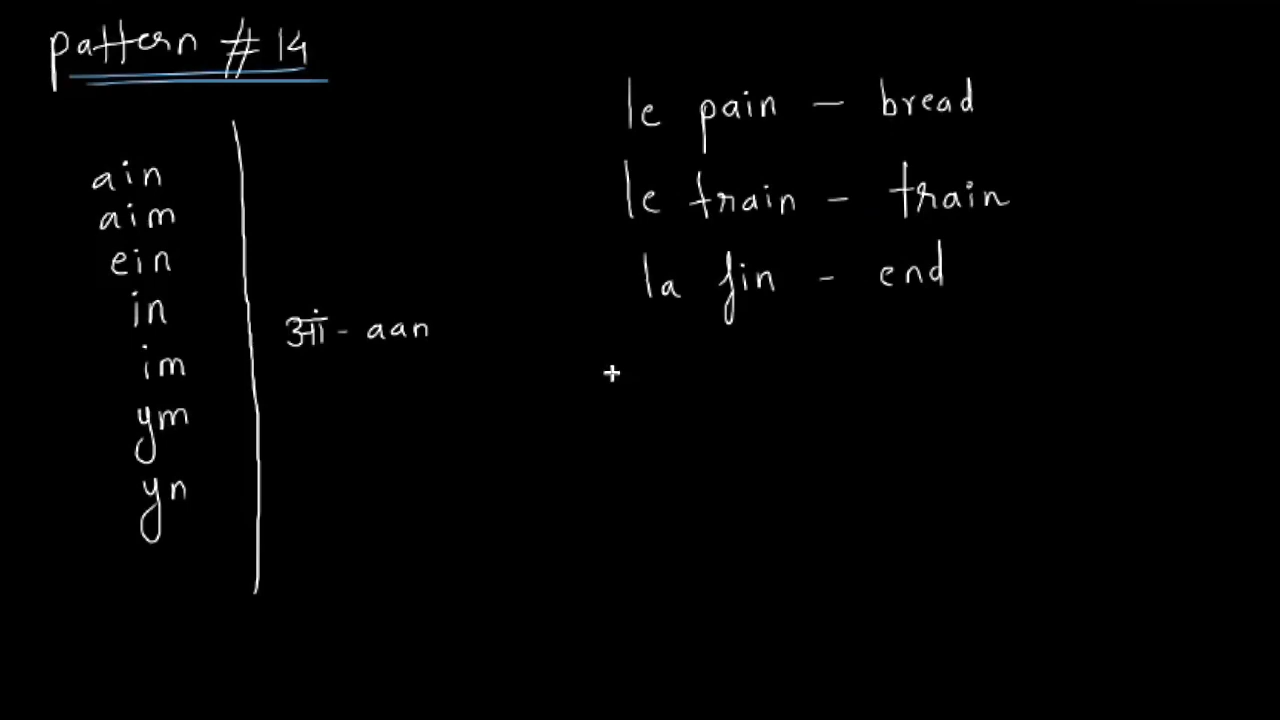 pattern # 14
ain
aim
ein
in
im
ym
yn
आं - aan
le pain - bread
le train - train
la fin - end